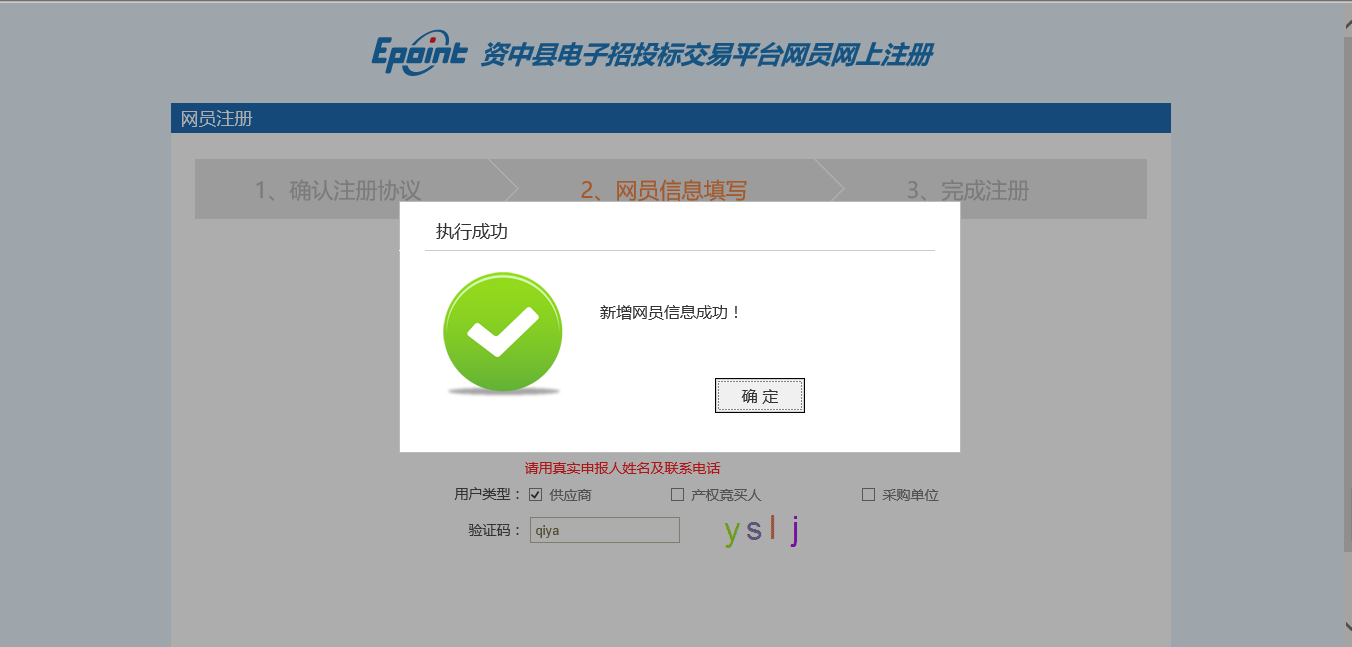 Epoint 资中县电子招投标交易平台网员网上注册
网员注册
1、确认注册协议 2、网员信息填写 3、完成注册
执行成功
新增网员信息成功！
确 定
请用真实申报人姓名及联系电话
用户类型： 供应商 产权竞买人 采购单位
验证码： qiya yslj